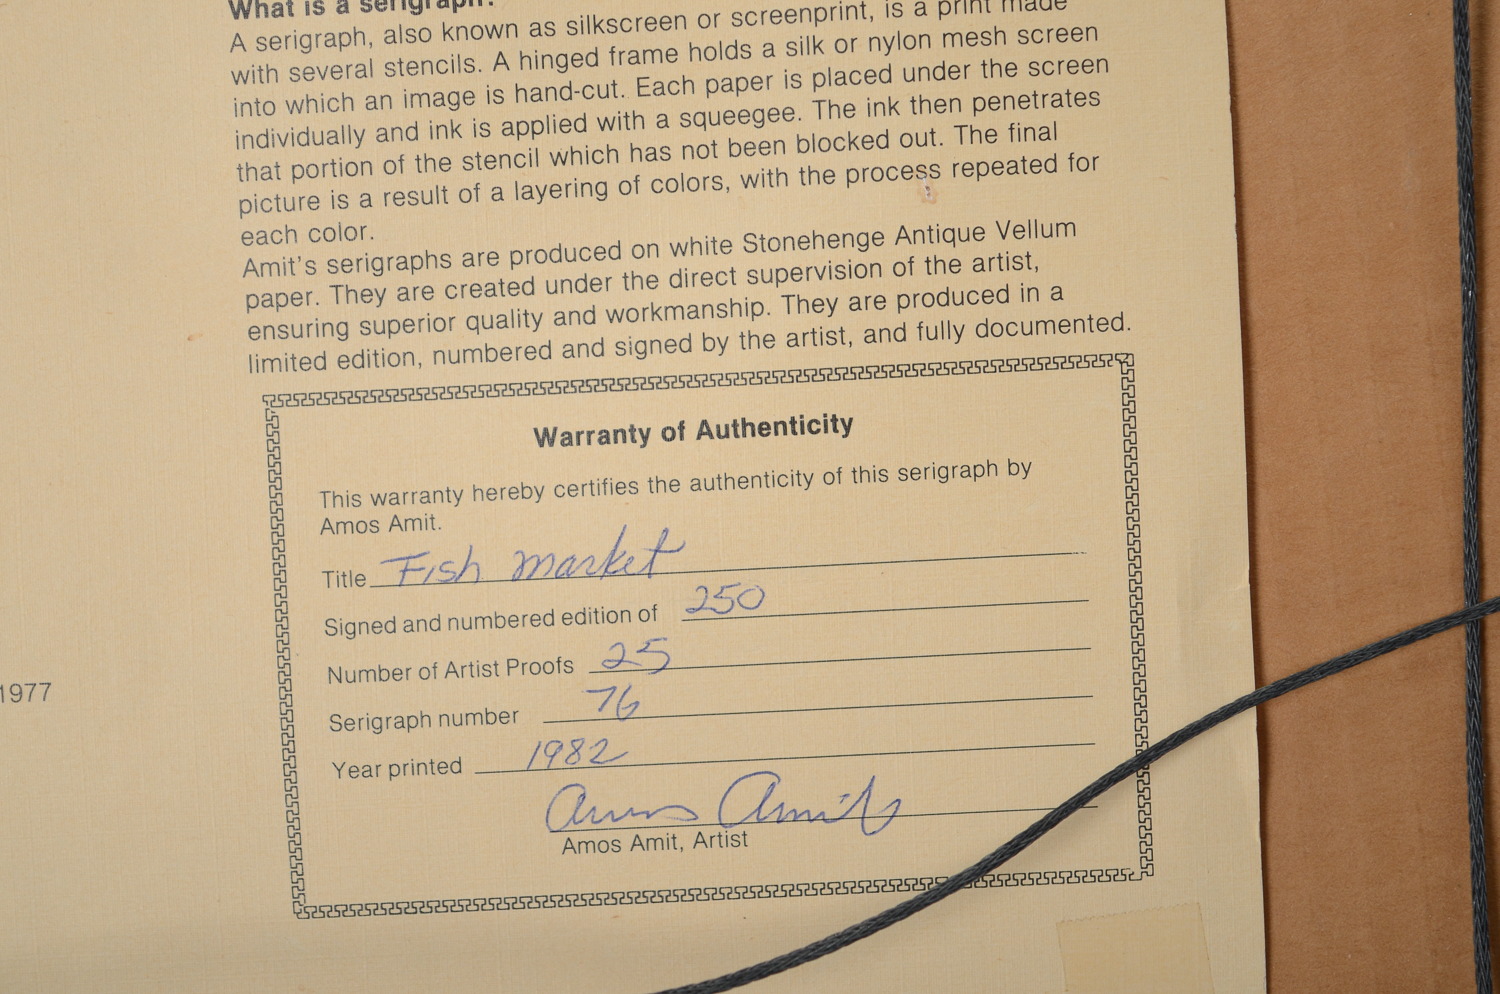 What is a serigraph?
A serigraph, also known as silkscreen or screenprint, is a print made
with several stencils. A hinged frame holds a silk or nylon mesh screen
into which an image is hand-cut. Each paper is placed under the screen
individually and ink is applied with a squeegee. The ink then penetrates
that portion of the stencil which has not been blocked out. The final
picture is a result of a layering of colors, with the process repeated for
each color.
Amit's serigraphs are produced on white Stonehenge Antique Vellum
paper. They are created under the direct supervision of the artist,
ensuring superior quality and workmanship. They are produced in a
limited edition, numbered and signed by the artist, and fully documented.
Warranty of Authenticity
This warranty hereby certifies the authenticity of this serigraph by
Amos Amit.
Title Fish market
Signed and numbered edition of 250
Number of Artist Proofs 25
Serigraph number 76
Year printed 1982
Amos Amit
Amos Amit, Artist
1977